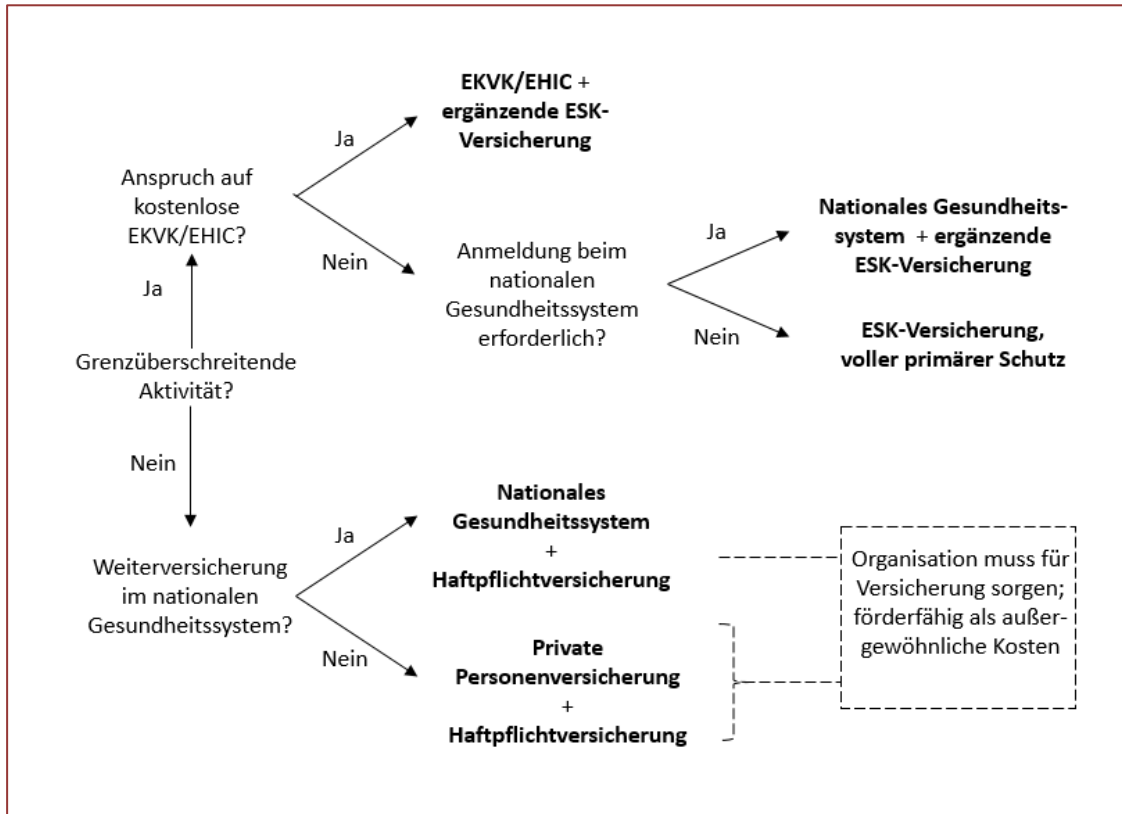 EKVK/EHIC +
ergänzende ESK-
Versicherung
Ja
Anspruch auf
kostenlose
EKVK/EHIC?
Nein
Ja
Anmeldung beim
nationalen
Gesundheitssystem
erforderlich?
Ja
Nationales Gesundheits-
system + ergänzende
ESK-Versicherung
Nein
ESK-Versicherung,
voller primärer Schutz
Grenzüberschreitende
Aktivität?
Nein
Weiterversicherung
im nationalen
Gesundheitssystem?
Ja
Nationales
Gesundheitssystem
+
Haftpflichtversicherung
Nein
Private
Personenversicherung
+
Haftpflichtversicherung
Organisation muss für
Versicherung sorgen;
förderfähig als außer-
gewöhnliche Kosten